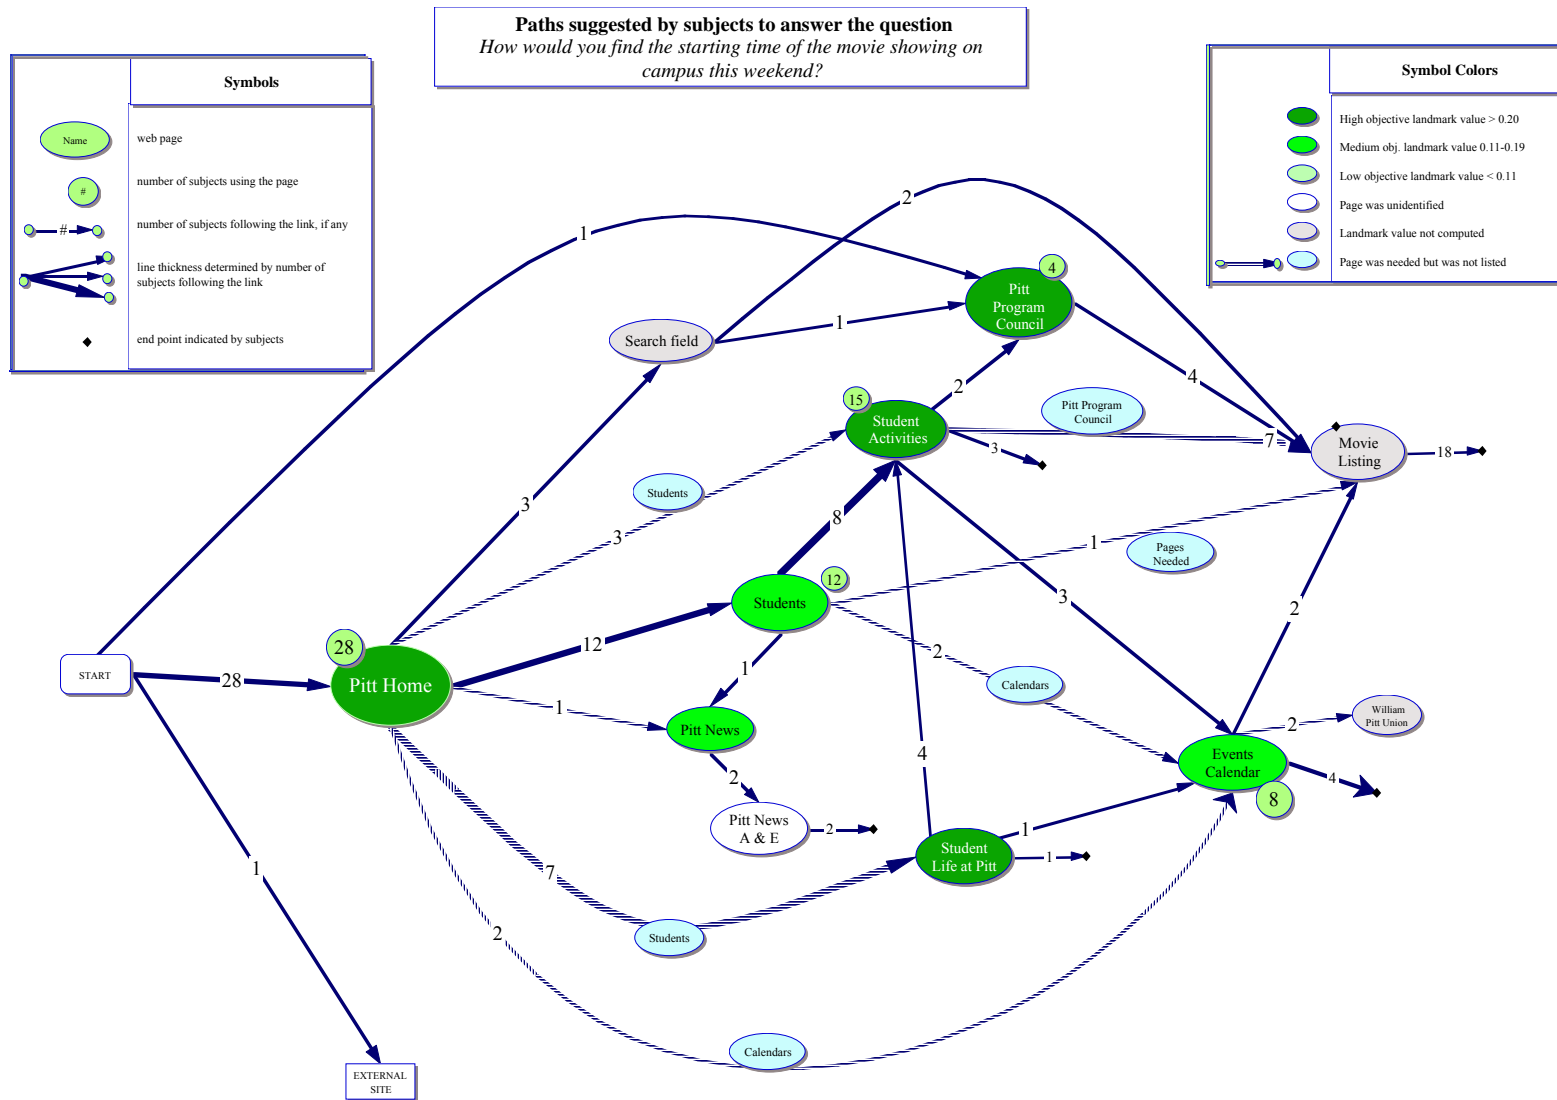 Paths suggested by subjects to answer the question
How would you find the starting time of the movie showing on
campus this weekend?
Symbols
Name
web page
#
number of subjects using the page
#
number of subjects following the link, if any
line thickness determined by number of
subjects following the link
end point indicated by subjects
Symbol Colors
High objective landmark value > 0.20
Medium obj. landmark value 0.11-0.19
Low objective landmark value < 0.11
Page was unidentified
Landmark value not computed
Page was needed but was not listed
2
1
4
Pitt
Program
Council
1
Search field
4
2
15
Student
Activities
Pitt Program
Council
7
3
Movie
Listing
18
Students
3
3
8
1
Pages
Needed
12
Students
3
2
2
12
28
Pitt Home
START
28
1
1
Calendars
Pitt News
William
Pitt Union
2
Events
Calendar
4
8
4
2
Pitt News
A & E
2
1
Student
Life at Pitt
1
1
7
2
Students
Calendars
EXTERNAL
SITE